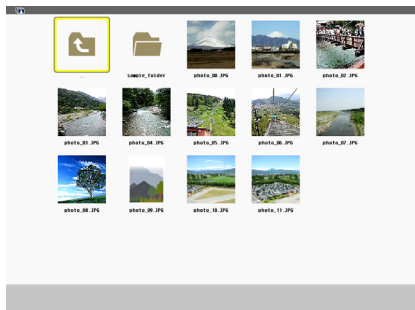 ..
sample_folder
photo_00.JPG
photo_01.JPG
photo_02.JPG
photo_03.JPG
photo_04.JPG
photo_05.JPG
photo_06.JPG
photo_07.JPG
photo_08.JPG
photo_09.JPG
photo_10.JPG
photo_11.JPG